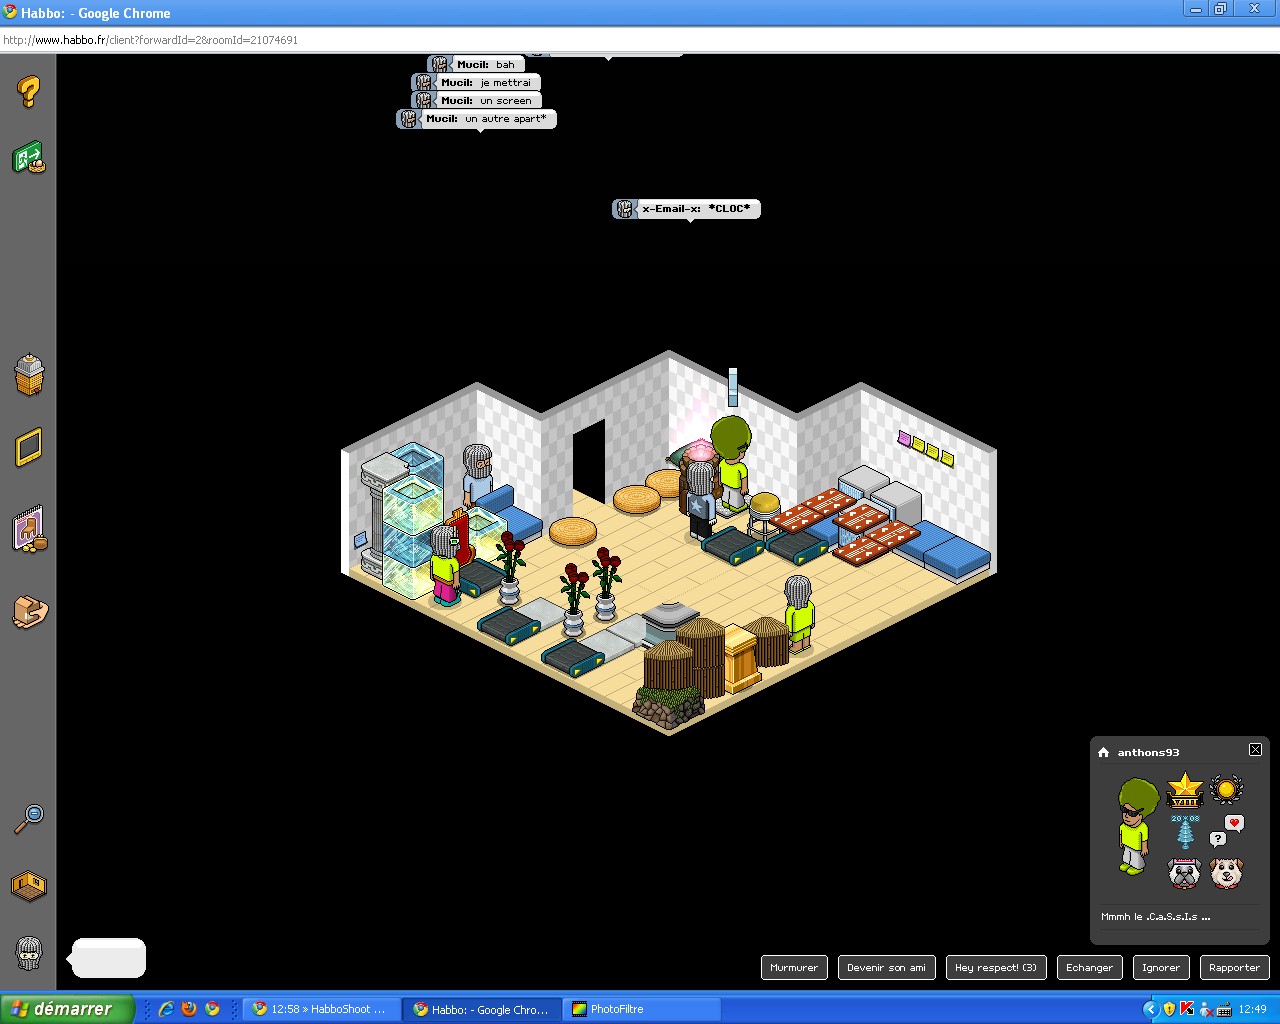 Habbo: - Google Chrome
http://www.habbo.fr/client?forwardId=2&roomId=21074691
Mucil: bah
Mucil: je mettrai
Mucil: un screen
Mucil: un autre apart*
x-Email-x: *CLOC*
anthons93
20*08
Mmmh le .C.a.S.s.I.s ...
Murmurer
Devenir son ami
Hey respect! (3)
Echanger
Ignorer
Rapporter
démarrer
12:58 » HabboShoot ...
Habbo: - Google Chro...
PhotoFiltre
12:49